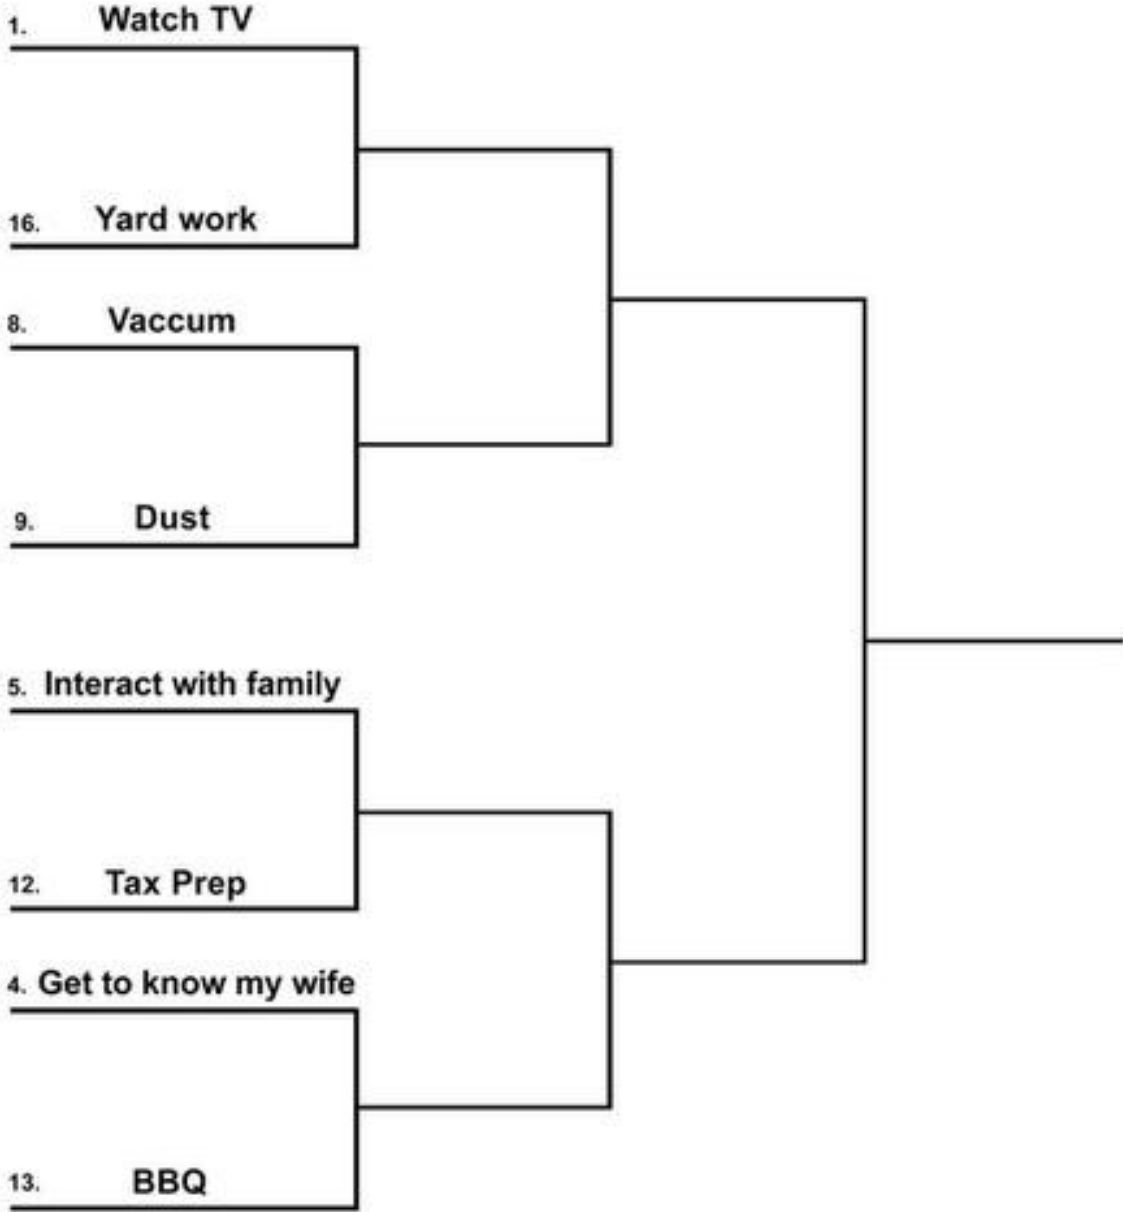 1. Watch TV
16. Yard work
8. Vaccum
9. Dust
5. Interact with family
12. Tax Prep
4. Get to know my wife
13. BBQ